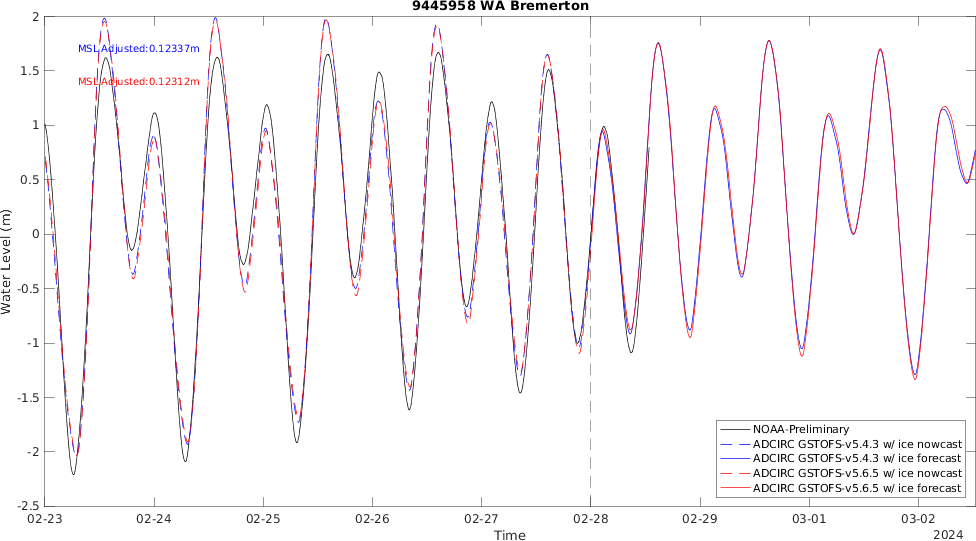 9445958 WA Bremerton
MSL Adjusted:0.12337m
MSL Adjusted:0.12312m
Water Level (m)
2
1.5
1
0.5
0
-0.5
-1
-1.5
-2
-2.5
NOAA-Preliminary
ADCIRC GSTOFS-v5.4.3 w/ ice nowcast
ADCIRC GSTOFS-v5.4.3 w/ ice forecast
ADCIRC GSTOFS-v5.6.5 w/ ice nowcast
ADCIRC GSTOFS-v5.6.5 w/ ice forecast
02-23 02-24 02-25 02-26 02-27 02-28 02-29 03-01 03-02
Time
2024